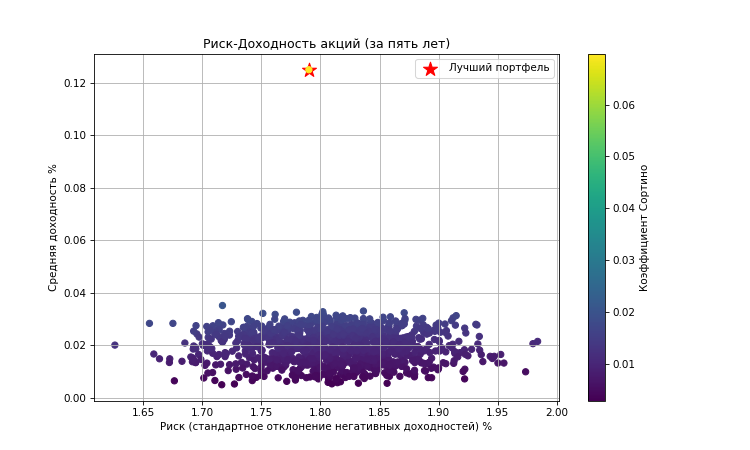 Риск-Доходность акций (за пять лет)
Лучший портфель
Средняя доходность %
0.12
0.10
0.08
0.06
0.04
0.02
0.00
1.65 1.70 1.75 1.80 1.85 1.90 1.95 2.00
Риск (стандартное отклонение негативных доходностей) %
0.06
0.05
0.04
0.03
0.02
0.01
Коэффициент Сортино